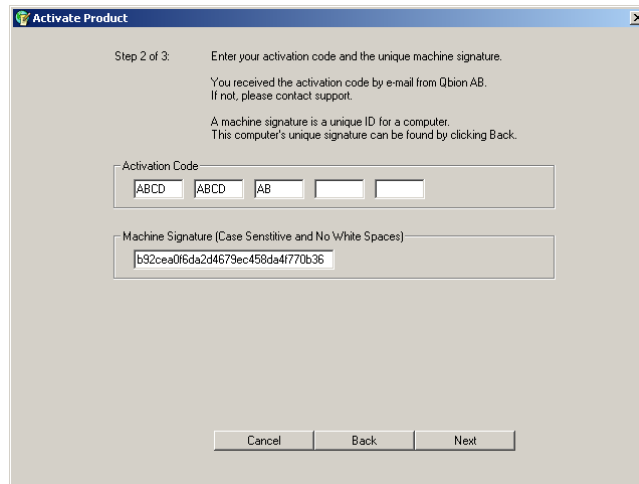 Activate Product
Step 2 of 3:
Enter your activation code and the unique machine signature.
You received the activation code by e-mail from Qbion AB.
If not, please contact support.
A machine signature is a unique ID for a computer.
This computer's unique signature can be found by clicking Back.
Activation Code
ABCD ABCD AB
Machine Signature (Case Senstitive and No White Spaces)
b92cea0f6da2d4679ec458da4f770b36
Cancel Back Next